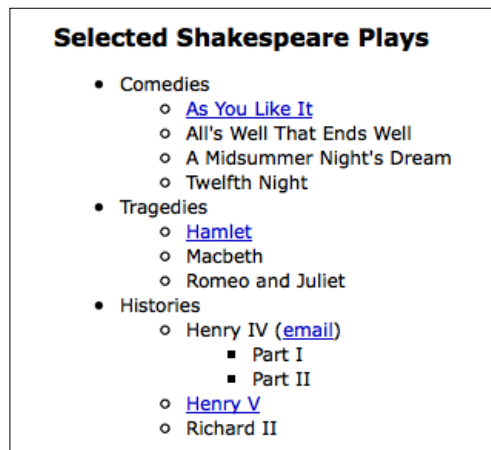 Selected Shakespeare Plays
Comedies
As You Like It
All's Well That Ends Well
A Midsummer Night's Dream
Twelfth Night
Tragedies
Hamlet
Macbeth
Romeo and Juliet
Histories
Henry IV (email)
Part I
Part II
Henry V
Richard II